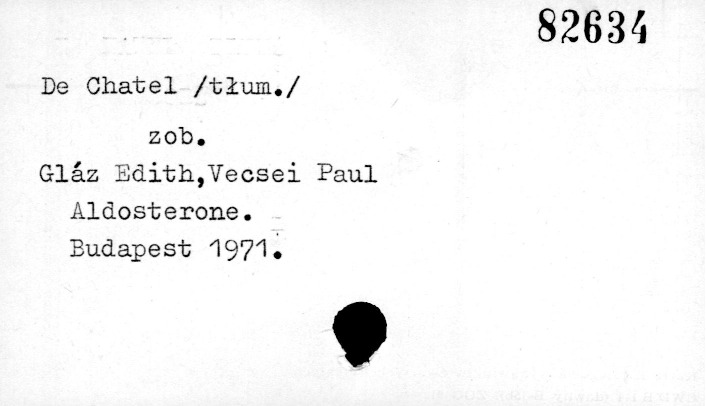 82634
De Chatel /tłum./
zob.
Gláz Edith,Vecsei Paul
Aldosterone.
Budapest 1971.